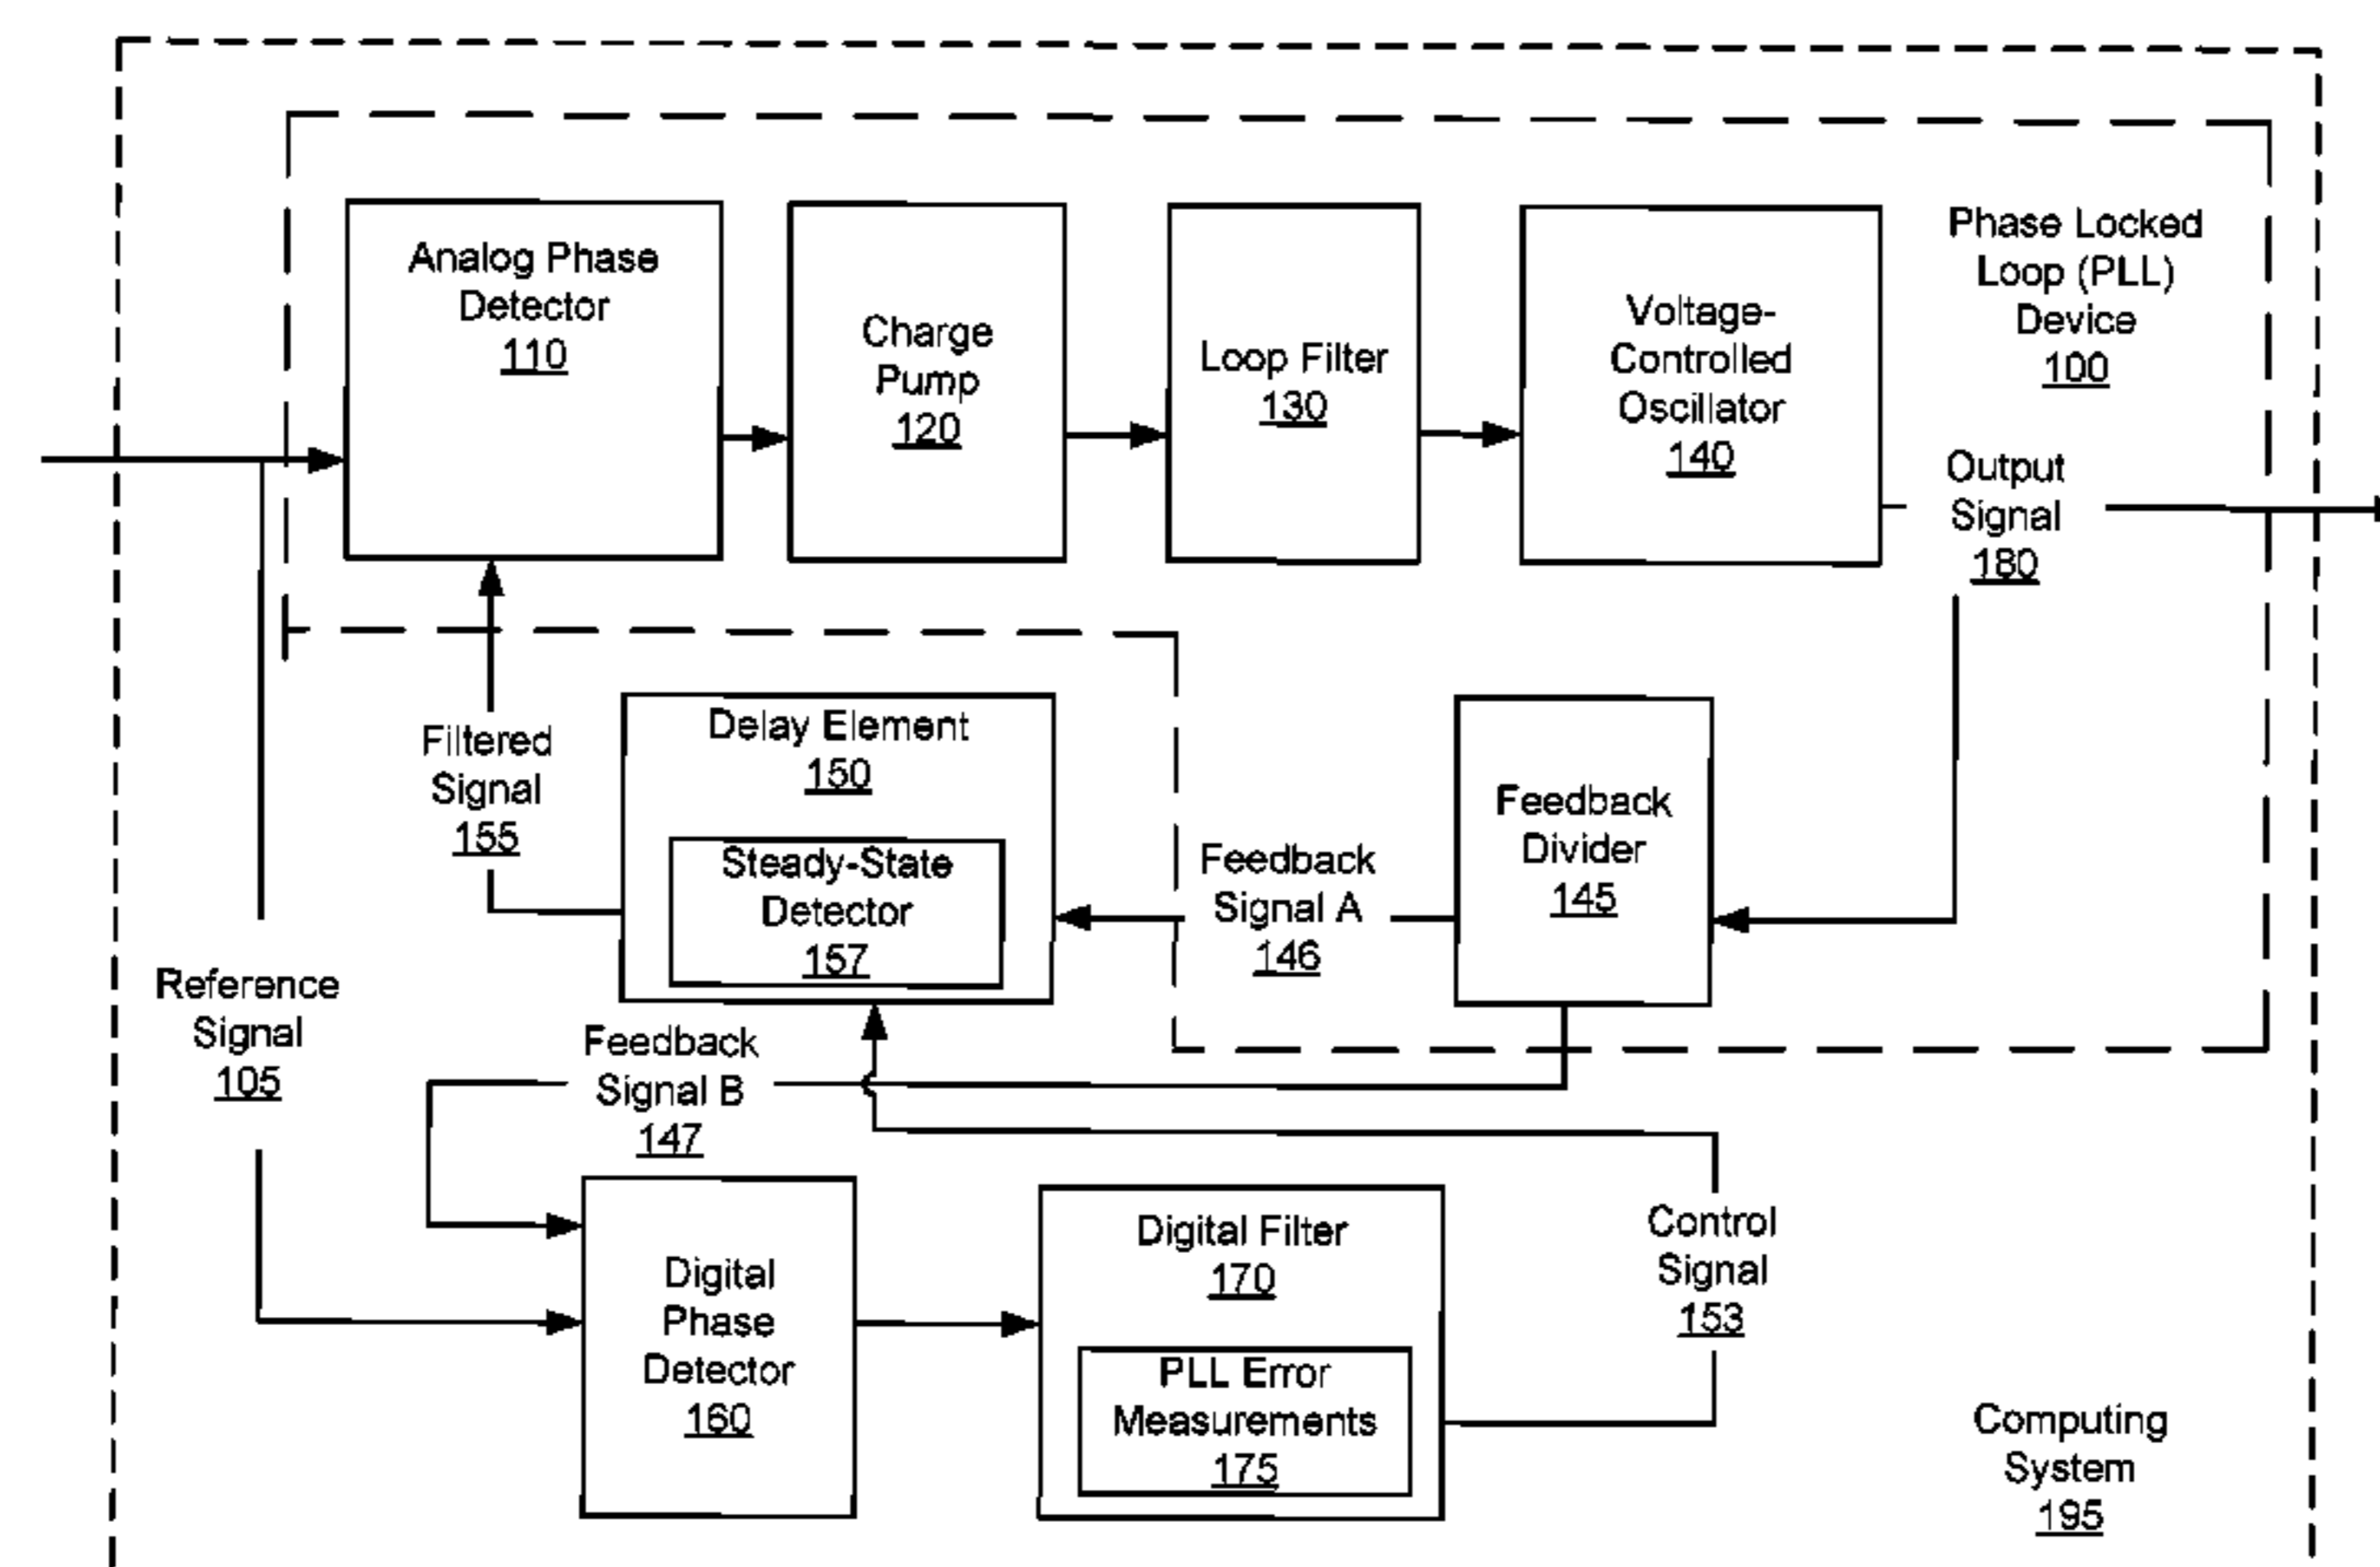 Analog Phase
Detector
110
Charge
Pump
120
Loop Filter
130
Voltage-
Controlled
Oscillator
140
Phase Locked
Loop (PLL)
Device
100
Output
Signal
180
Filtered
Signal
155
Delay Element
150
Steady-State
Detector
157
Feedback
Signal A
146
Feedback
Divider
145
Reference
Signal
105
Feedback
Signal B
147
Digital
Phase
Detector
160
Digital Filter
170
PLL Error
Measurements
175
Control
Signal
153
Computing
System
195